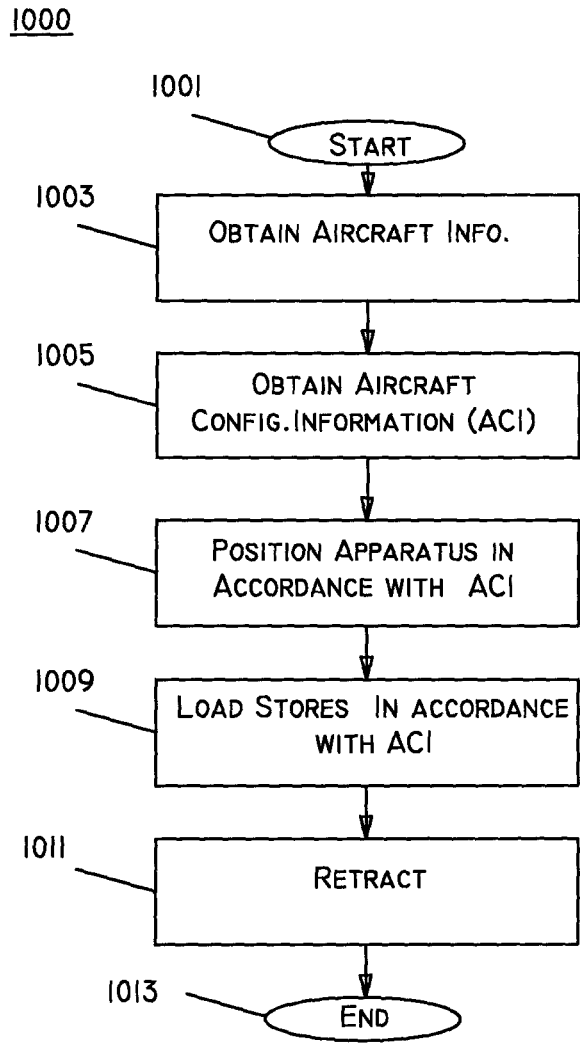 1000
1001
START
1003
OBTAIN AIRCRAFT INFO.
1005
OBTAIN AIRCRAFT
CONFIG.INFORMATION (ACI)
1007
POSITION APPARATUS IN
ACCORDANCE WITH ACI
1009
LOAD STORES IN ACCORDANCE
WITH ACI
1011
RETRACT
1013
END